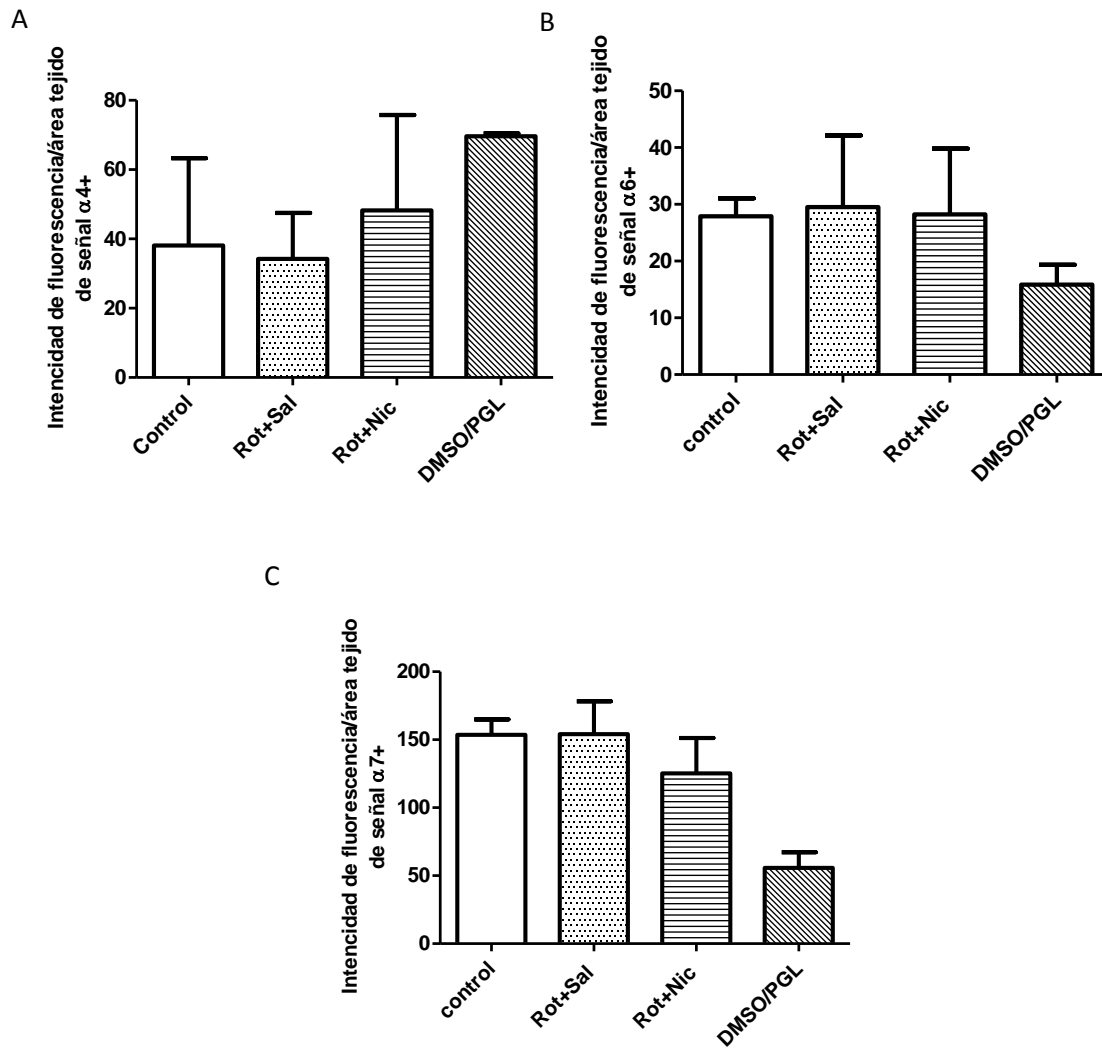 A
Intencidad de fluorescencia/área tejido
de señal α4+
80
60
40
20
0
Control
Rot+Sal
Rot+Nic
DMSO/PGL
B
Intencidad de fluorescencia/área tejido
de señal α6+
50
40
30
20
10
0
control
Rot+Sal
Rot+Nic
DMSO/PGL
C
Intencidad de fluorescencia/área tejido
de señal α7+
200
150
100
50
0
control
Rot+Sal
Rot+Nic
DMSO/PGL